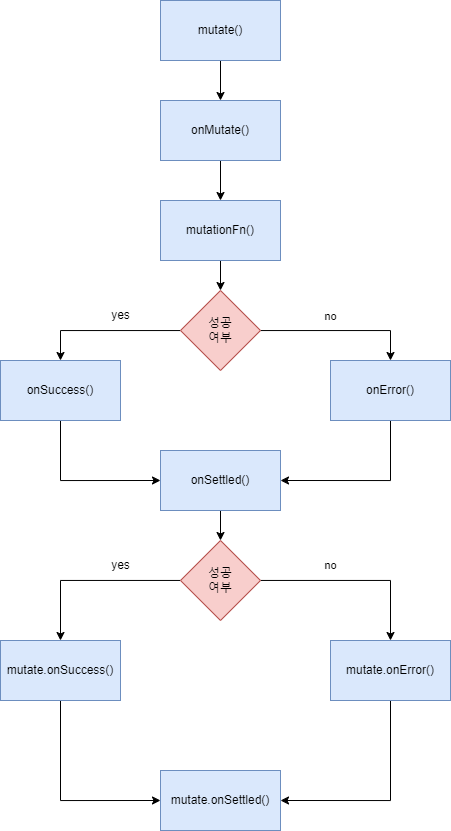 mutate()
onMutate()
mutationFn()
성공
여부
yes
no
onSuccess()
onError()
onSettled()
성공
여부
yes
no
mutate.onSuccess()
mutate.onError()
mutate.onSettled()